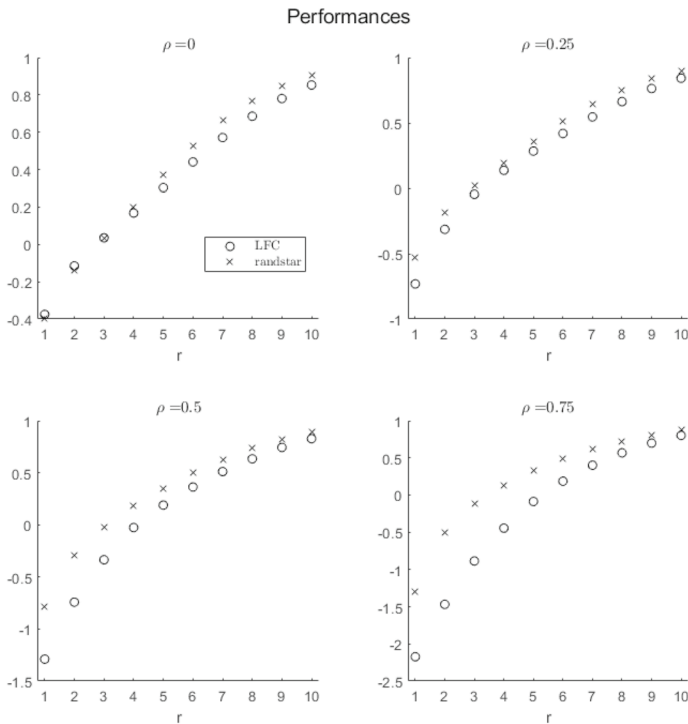 Performances
ρ =0
1
0.8
0.6
0.4
0.2
0
-0.2
-0.4
1 2 3 4 5 6 7 8 9 10
r
LFC
randstar
ρ =0.25
1
0.5
0
-0.5
-1
1 2 3 4 5 6 7 8 9 10
r
ρ =0.5
1
0.5
0
-0.5
-1
-1.5
1 2 3 4 5 6 7 8 9 10
r
ρ =0.75
1
0.5
0
-0.5
-1
-1.5
-2
-2.5
1 2 3 4 5 6 7 8 9 10
r